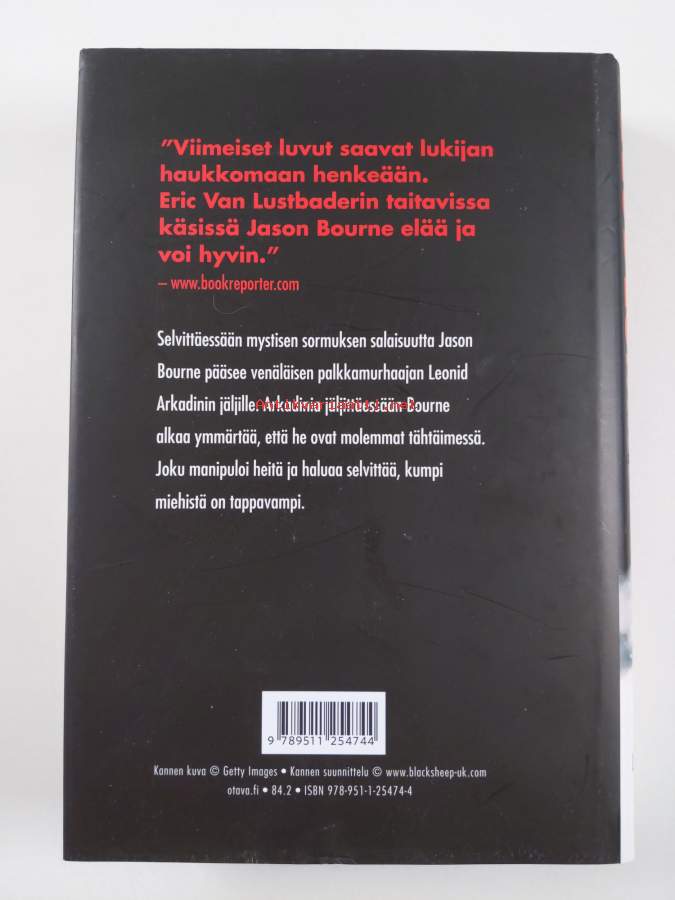 ”Viimeiset luvut saavat lukijan
haukkomaan henkeään.
Eric Van Lustbaderin taitavissa
käsissä Jason Bourne elää ja
voi hyvin.”
– www.bookreporter.com
Selvittäessään mystisen sormuksen salaisuutta Jason
Bourne pääsee venäläisen palkkamurhaajan Leonid
Arkadinin jäljille. Arkadinin jäljittäessään Bourne
alkaa ymmärtää, että he ovat molemmat tähtäimessä.
Joku manipuloi heitä ja haluaa selvittää, kumpi
miehistä on tappavampi.
9 789511 254744
Kannen kuva © Getty Images • Kannen suunnittelu © www.blacksheep-uk.com
otava.fi • 84.2 • ISBN 978-951-1-25474-4